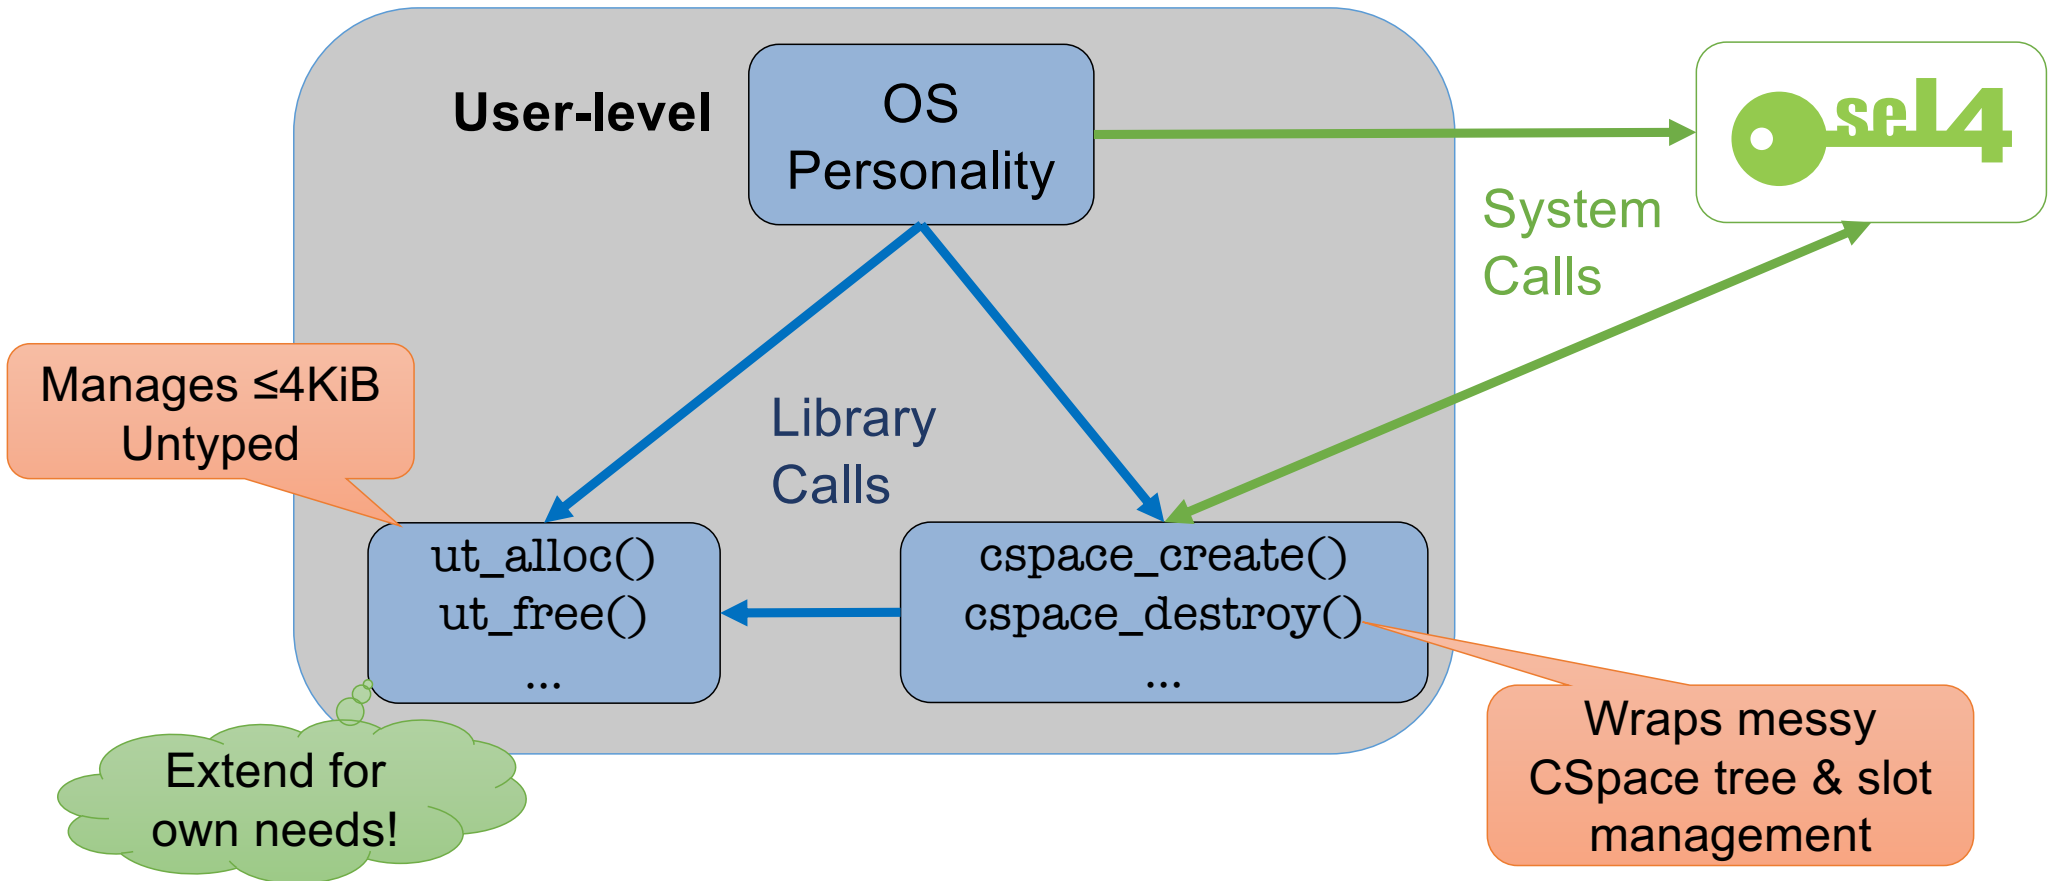 User-level
OS
Personality
seL4
System
Calls
Manages ≤4KiB
Untyped
Library
Calls
ut_alloc()
ut_free()
...
cspace_create()
cspace_destroy()
...
Extend for
own needs!
Wraps messy
CSpace tree & slot
management